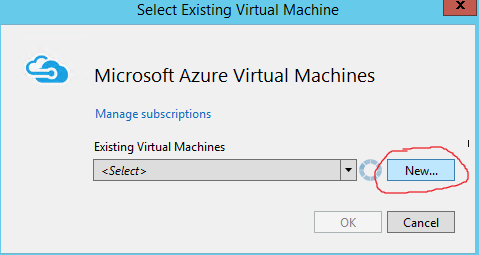 Select Existing Virtual Machine
X
Microsoft Azure Virtual Machines
Manage subscriptions
Existing Virtual Machines
<Select>
New...
OK
Cancel